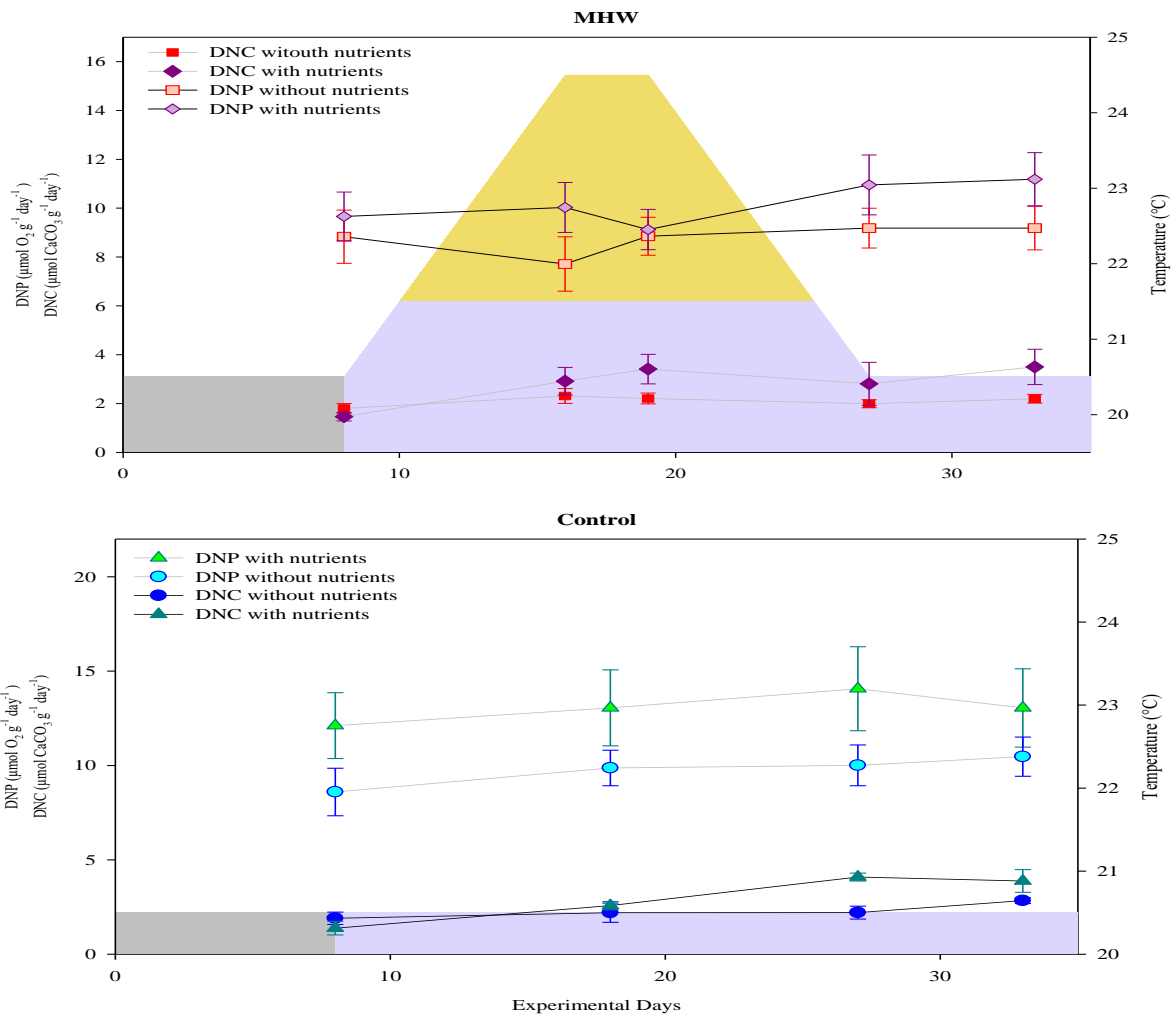 MHW
DNC witouth nutrients
DNC with nutrients
DNP without nutrients
DNP with nutrients
16
14
12
10
8
6
4
2
0
25
24
23
22
21
20
0 10 20 30
DNP (µmol O₂ g⁻¹ day⁻¹)
DNC (µmol CaCO₃ g⁻¹ day⁻¹)
Temperature (°C)
Control
DNP with nutrients
DNP without nutrients
DNC without nutrients
DNC with nutrients
20
15
10
5
0
25
24
23
22
21
20
0 10 20 30
DNP (µmol O₂ g⁻¹ day⁻¹)
DNC (µmol CaCO₃ g⁻¹ day⁻¹)
Temperature (°C)
Experimental Days